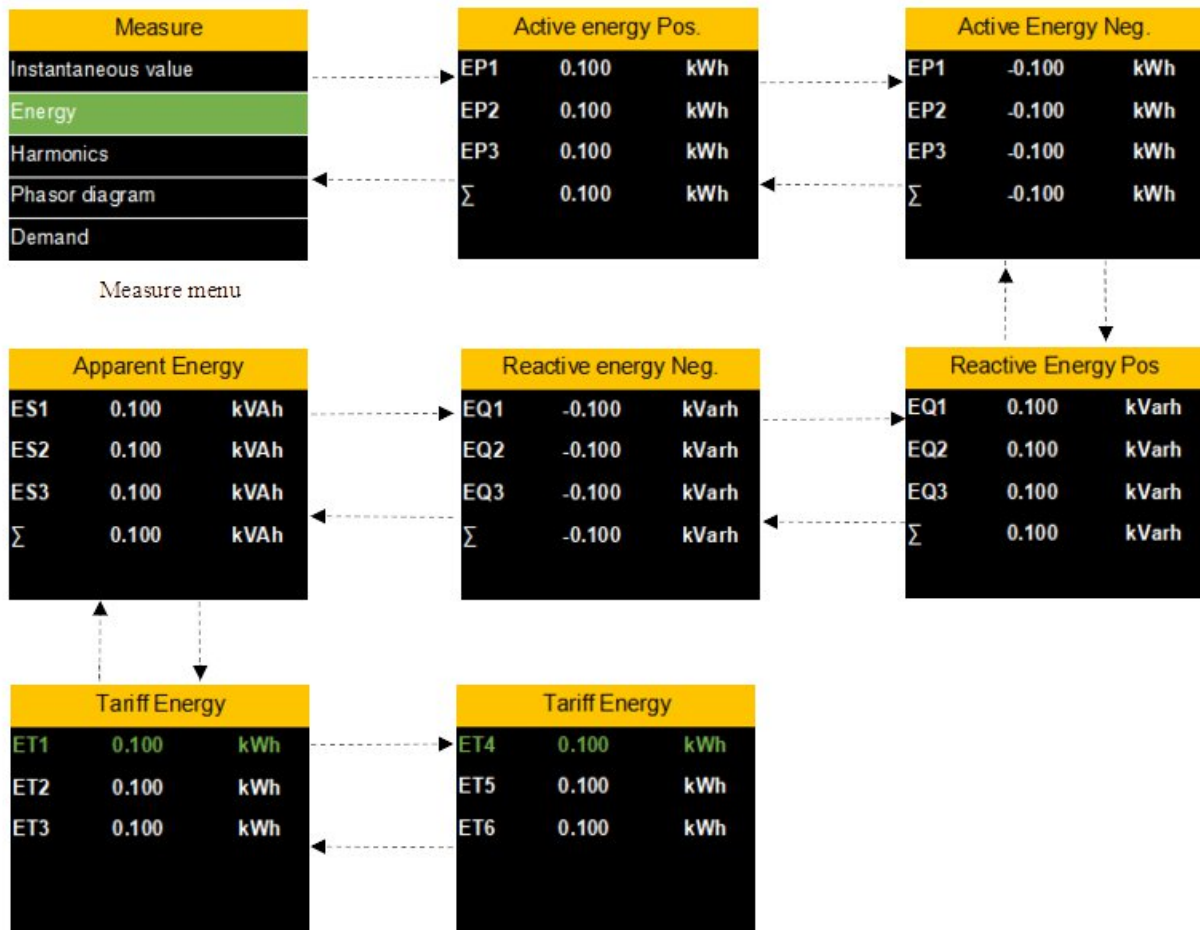 Measure
Instantaneous value
Energy
Harmonics
Phasor diagram
Demand
Measure menu
Active energy Pos.
EP1 0.100 kWh
EP2 0.100 kWh
EP3 0.100 kWh
∑ 0.100 kWh
Active Energy Neg.
EP1 -0.100 kWh
EP2 -0.100 kWh
EP3 -0.100 kWh
∑ -0.100 kWh
Apparent Energy
ES1 0.100 kVAh
ES2 0.100 kVAh
ES3 0.100 kVAh
∑ 0.100 kVAh
Reactive energy Neg.
EQ1 -0.100 kVarh
EQ2 -0.100 kVarh
EQ3 -0.100 kVarh
∑ -0.100 kVarh
Reactive Energy Pos
EQ1 0.100 kVarh
EQ2 0.100 kVarh
EQ3 0.100 kVarh
∑ 0.100 kVarh
Tariff Energy
ET1 0.100 kWh
ET2 0.100 kWh
ET3 0.100 kWh
Tariff Energy
ET4 0.100 kWh
ET5 0.100 kWh
ET6 0.100 kWh